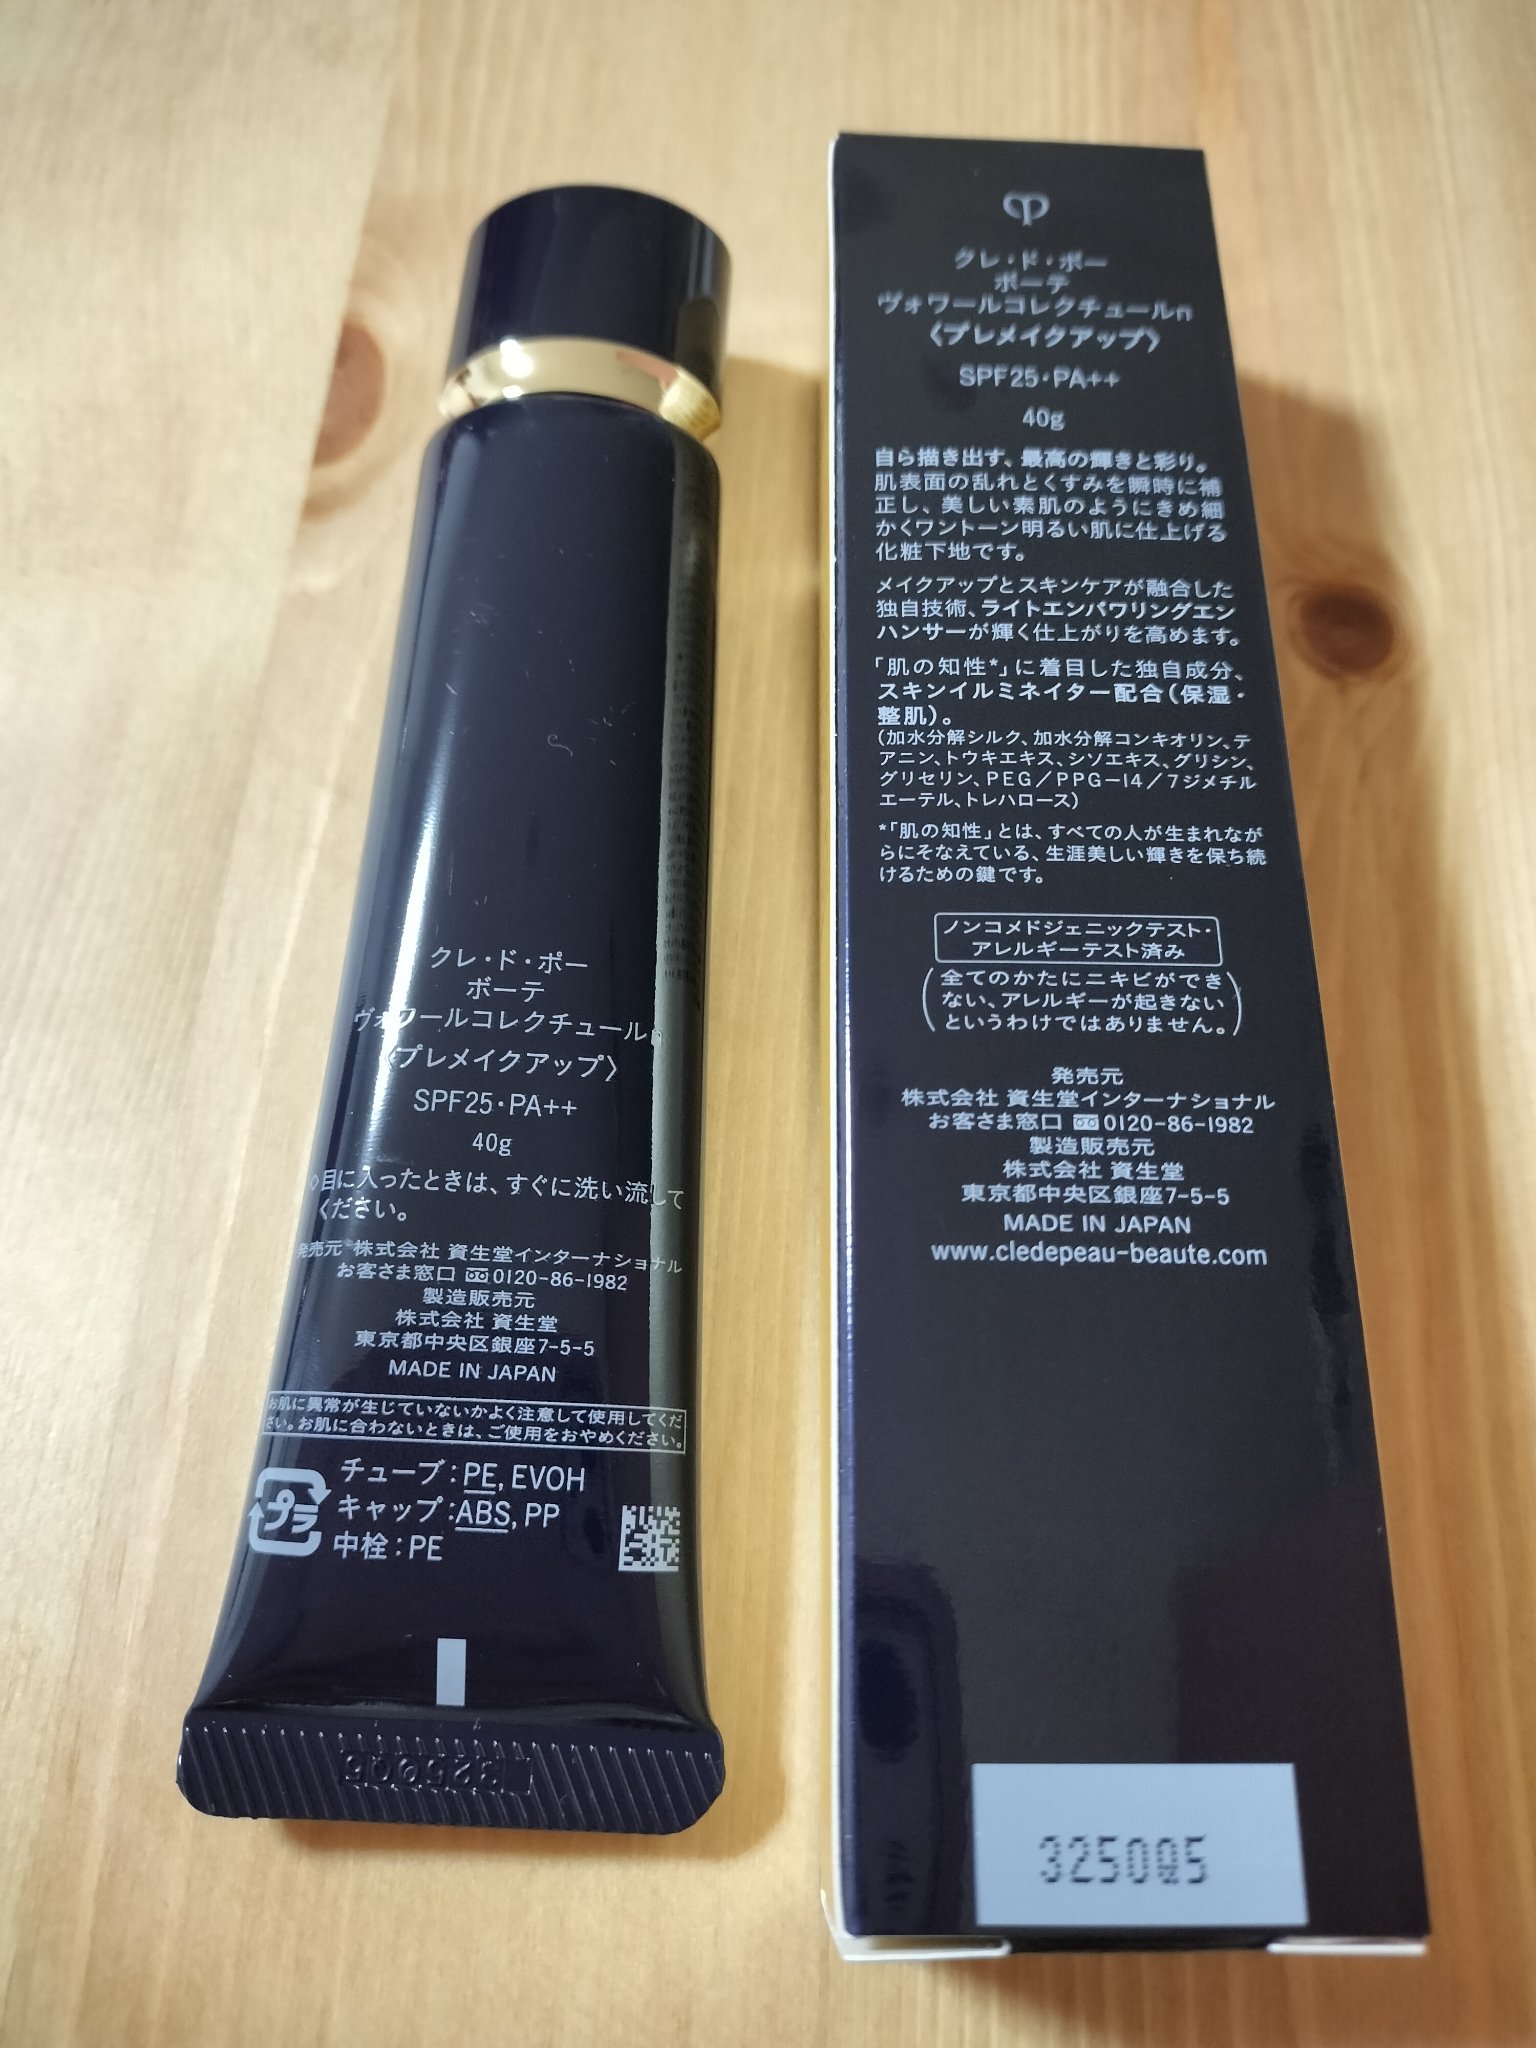 クレ・ド・ポー
ボーテ
ヴォワールコレクチュールn
〈プレメイクアップ〉
SPF25・PA++
40g
◇目に入ったときは、すぐに洗い流して
ください。
発売元 株式会社 資生堂インターナショナル
お客さま窓口 0120-86-1982
製造販売元
株式会社 資生堂
東京都中央区銀座7-5-5
MADE IN JAPAN
お肌に異常が生じていないかよく注意して使用してくだ
さい。お肌に合わないときは、ご使用をおやめください。
プラ
チューブ：PE, EVOH
キャップ：ABS, PP
中栓：PE
325005
クレ・ド・ポー
ボーテ
ヴォワールコレクチュールn
〈プレメイクアップ〉
SPF25・PA++
40g
自ら描き出す、最高の輝きと彩り。
肌表面の乱れとくすみを瞬時に補
正し、美しい素肌のようにきめ細
かくワントーン明るい肌に仕上げる
化粧下地です。
メイクアップとスキンケアが融合した
独自技術、ライトエンパワリングエン
ハンサーが輝く仕上がりを高めます。
「肌の知性*」に着目した独自成分、
スキンイルミネイター配合（保湿・
整肌）。
（加水分解シルク、加水分解コンキオリン、テ
アニン、トウキエキス、シソエキス、グリシン、
グリセリン、PEG／PPG－14／7ジメチル
エーテル、トレハロース）
*「肌の知性」とは、すべての人が生まれなが
らにそなえている、生涯美しい輝きを保ち続
けるための鍵です。
ノンコメドジェニックテスト・
アレルギーテスト済み
（全てのかたにニキビができ
ない、アレルギーが起きない
というわけではありません。）
発売元
株式会社 資生堂インターナショナル
お客さま窓口 0120-86-1982
製造販売元
株式会社 資生堂
東京都中央区銀座7-5-5
MADE IN JAPAN
www.cledepeau-beaute.com
325005